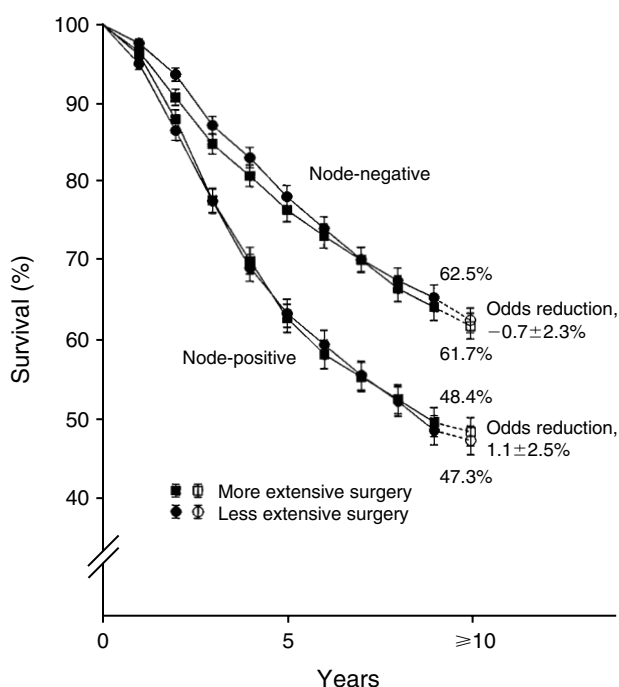 100
90
80
70
60
50
40
Survival (%)
Node-negative
62.5%
Odds reduction,
−0.7±2.3%
61.7%
Node-positive
48.4%
Odds reduction,
1.1±2.5%
47.3%
More extensive surgery
Less extensive surgery
0 5 ⩾10
Years